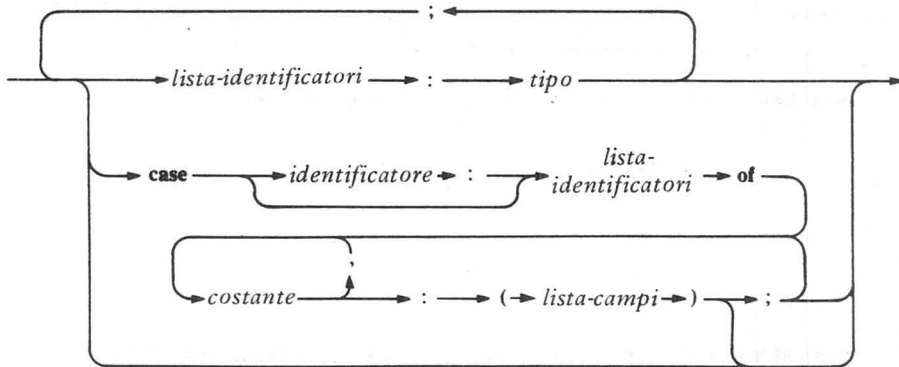 ;
lista-identificatori : tipo
case identificatore : lista-identificatori of
,
costante : ( lista-campi ) ;